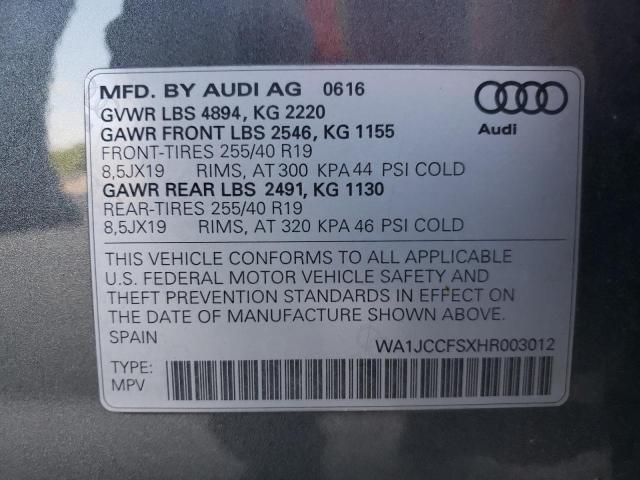 MFD. BY AUDI AG 0616
GVWR LBS 4894, KG 2220
GAWR FRONT LBS 2546, KG 1155
FRONT-TIRES 255/40 R19
8,5JX19 RIMS, AT 300 KPA 44 PSI COLD
GAWR REAR LBS 2491, KG 1130
REAR-TIRES 255/40 R19
8,5JX19 RIMS, AT 320 KPA 46 PSI COLD
Audi
THIS VEHICLE CONFORMS TO ALL APPLICABLE
U.S. FEDERAL MOTOR VEHICLE SAFETY AND
THEFT PREVENTION STANDARDS IN EFFECT ON
THE DATE OF MANUFACTURE SHOWN ABOVE.
SPAIN WA1JCCFSXHR003012
TYPE:
MPV